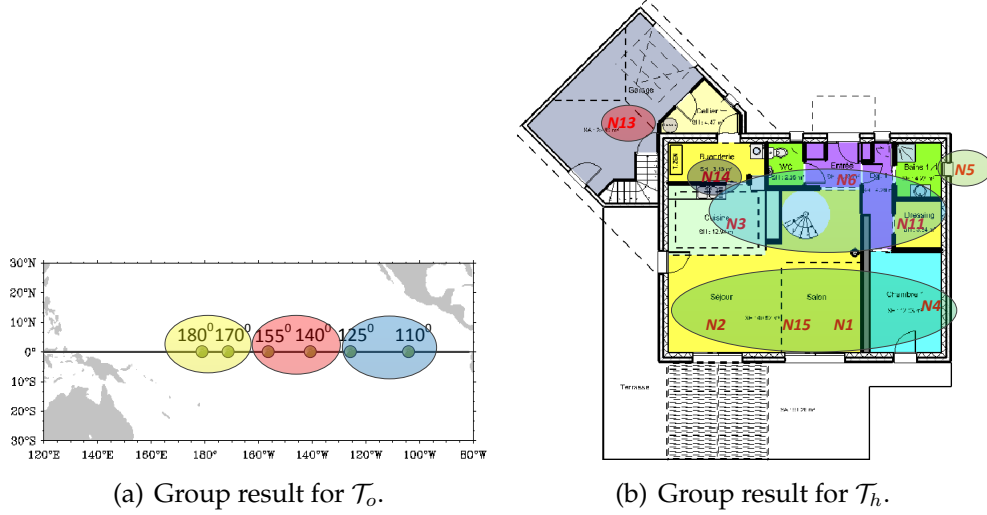 30°N
20°N
10°N
0°
10°S
20°S
30°S
180⁰ 170⁰ 155⁰ 140⁰ 125⁰ 110⁰
120°E 140°E 160°E 180° 160°W 140°W 120°W 100°W 80°W
(a) Group result for 𝒯ₒ.
Garage
N13
Cellier
Buanderie
N14
WC
Entrée
N6
Bains 1
N5
Cuisine
N3
Dressing
N11
Séjour
Salon
Chambre 1
N4
N2
N15
N1
Terrasse
(b) Group result for 𝒯ₕ.